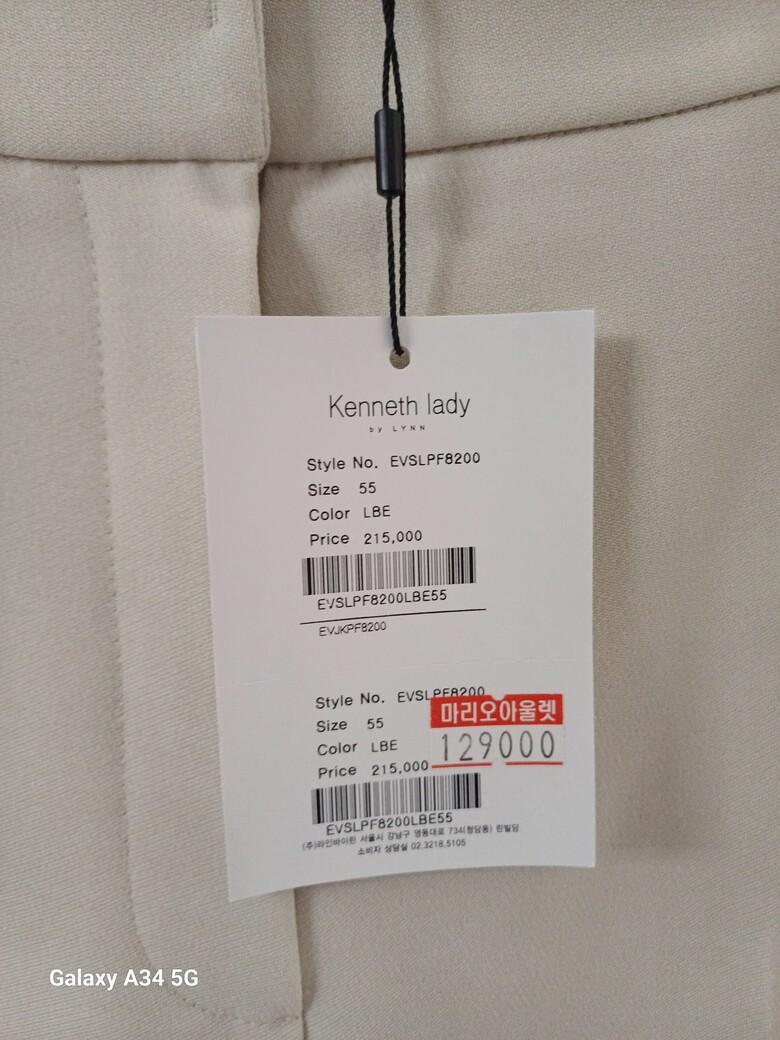 Kenneth lady
by LYNN
Style No. EVSLPF8200
Size 55
Color LBE
Price 215,000
EVSLPF8200LBE55
EVJKPF8200
Style No. EVSLPF8200
Size 55
Color LBE
Price 215,000
마리오아울렛
129000
EVSLPF8200LBE55
(주)라인바이린 서울시 강남구 영동대로 734(청담동) 린빌딩
소비자 상담실 02.3218.5105
Galaxy A34 5G